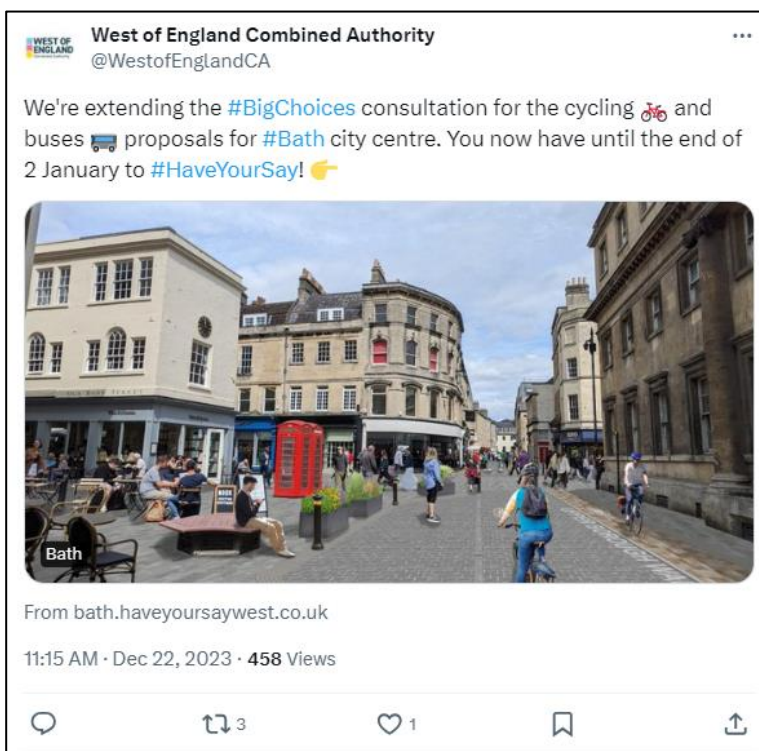 WEST OF
ENGLAND
West of England Combined Authority
@WestofEnglandCA
We're extending the #BigChoices consultation for the cycling 🚲 and
buses 🚌 proposals for #Bath city centre. You now have until the end of
2 January to #HaveYourSay! 👉
Bath
From bath.haveyoursaywest.co.uk
11:15 AM · Dec 22, 2023 · 458 Views
3
1